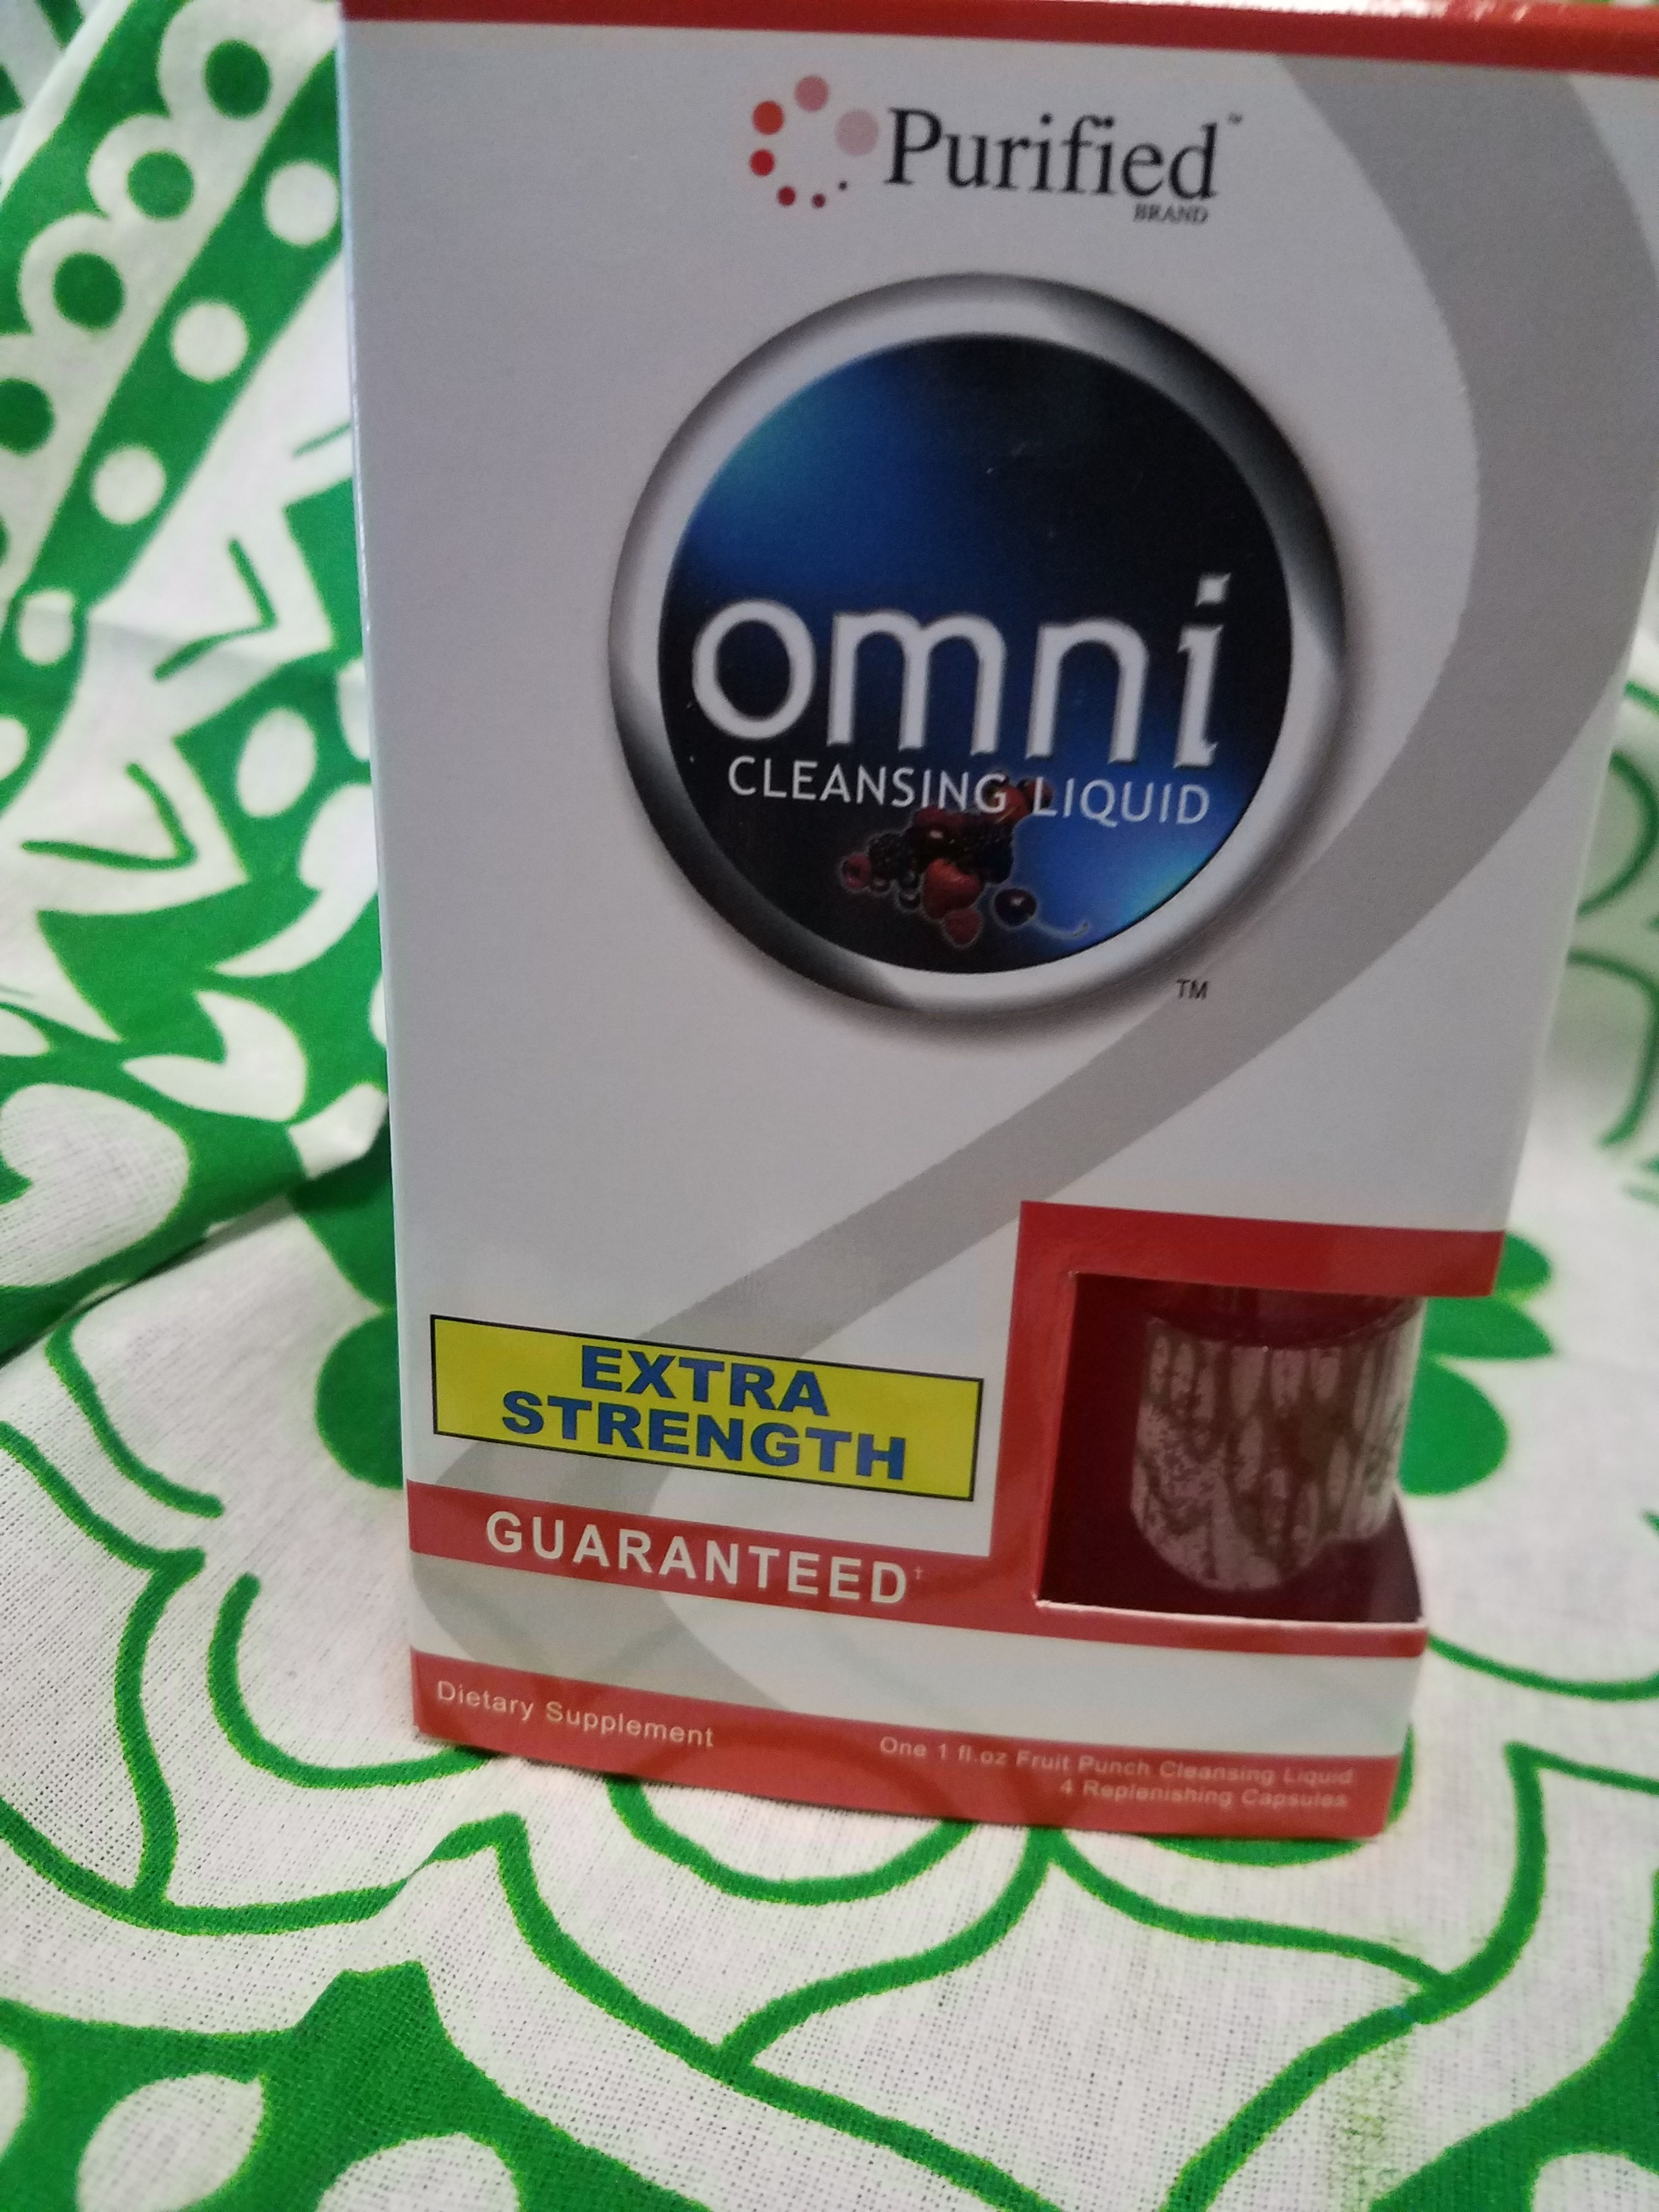 Purified™
BRAND
omni
CLEANSING LIQUID
TM
EXTRA
STRENGTH
GUARANTEED†
Dietary Supplement
One 1 fl.oz Fruit Punch Cleansing Liquid
4 Replenishing Capsules